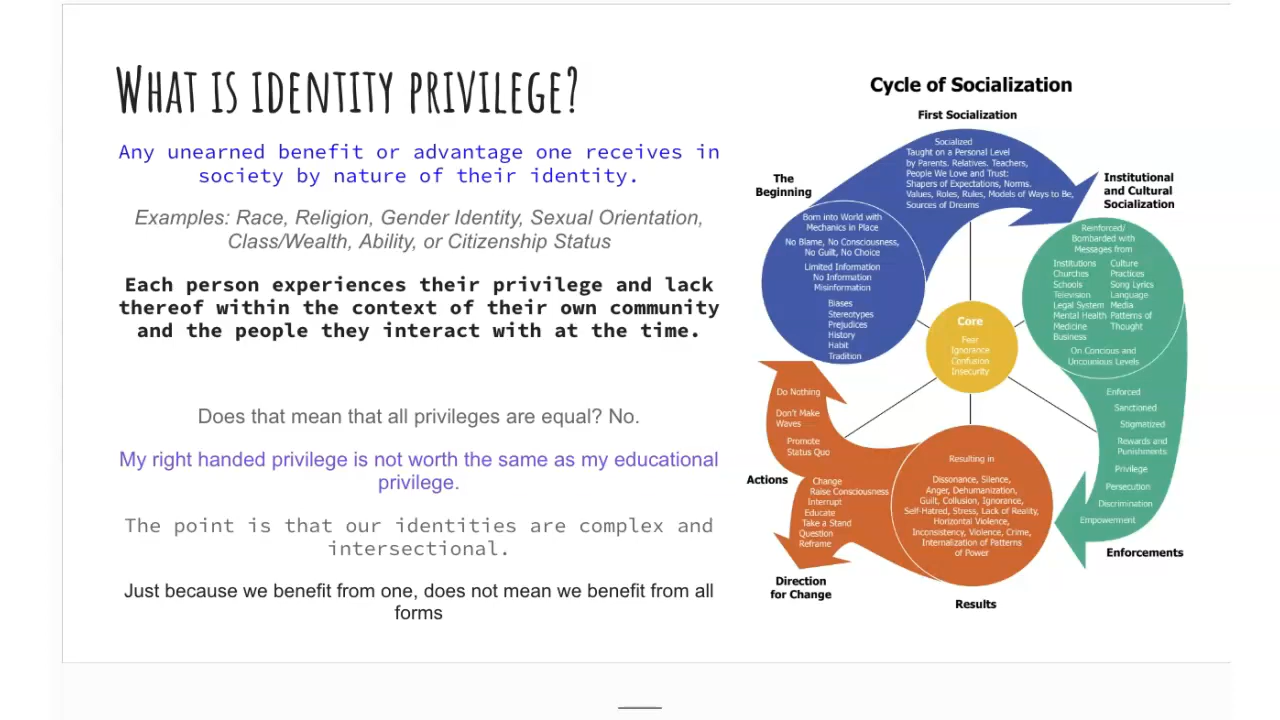 WHAT IS IDENTITY PRIVILEGE?
Any unearned benefit or advantage one receives in
society by nature of their identity.
Examples: Race, Religion, Gender Identity, Sexual Orientation,
Class/Wealth, Ability, or Citizenship Status
Each person experiences their privilege and lack
thereof within the context of their own community
and the people they interact with at the time.
Does that mean that all privileges are equal? No.
My right handed privilege is not worth the same as my educational
privilege.
The point is that our identities are complex and
intersectional.
Just because we benefit from one, does not mean we benefit from all
forms
Cycle of Socialization
First Socialization
Socialized
Taught on a Personal Level
by Parents. Relatives. Teachers,
People We Love and Trust:
Shapers of Expectations, Norms.
Values, Roles, Rules, Models of Ways to Be,
Sources of Dreams
The
Beginning
Born into World with
Mechanics in Place
No Blame, No Consciousness,
No Guilt, No Choice
Limited Information
No Information
Misinformation
Biases
Stereotypes
Prejudices
History
Habit
Tradition
Institutional
and Cultural
Socialization
Reinforced/
Bombarded with
Messages from
Institutions
Churches
Schools
Television
Legal System
Mental Health
Medicine
Business
Culture
Practices
Song Lyrics
Language
Media
Patterns of
Thought
On Concious and
Uncounious Levels
Core
Fear
Ignorance
Confusion
Insecurity
Enforced
Sanctioned
Stigmatized
Rewards and
Punishments
Privilege
Persecution
Discrimination
Empowerment
Enforcements
Resulting in
Dissonance, Silence,
Anger, Dehumanization,
Guilt, Collusion, Ignorance,
Self-Hatred, Stress, Lack of Reality,
Horizontal Violence,
Inconsistency, Violence, Crime,
Internalization of Patterns
of Power
Results
Do Nothing
Don't Make
Waves
Promote
Status Quo
Actions
Change
Raise Consciousness
Interrupt
Educate
Take a Stand
Question
Reframe
Direction
for Change